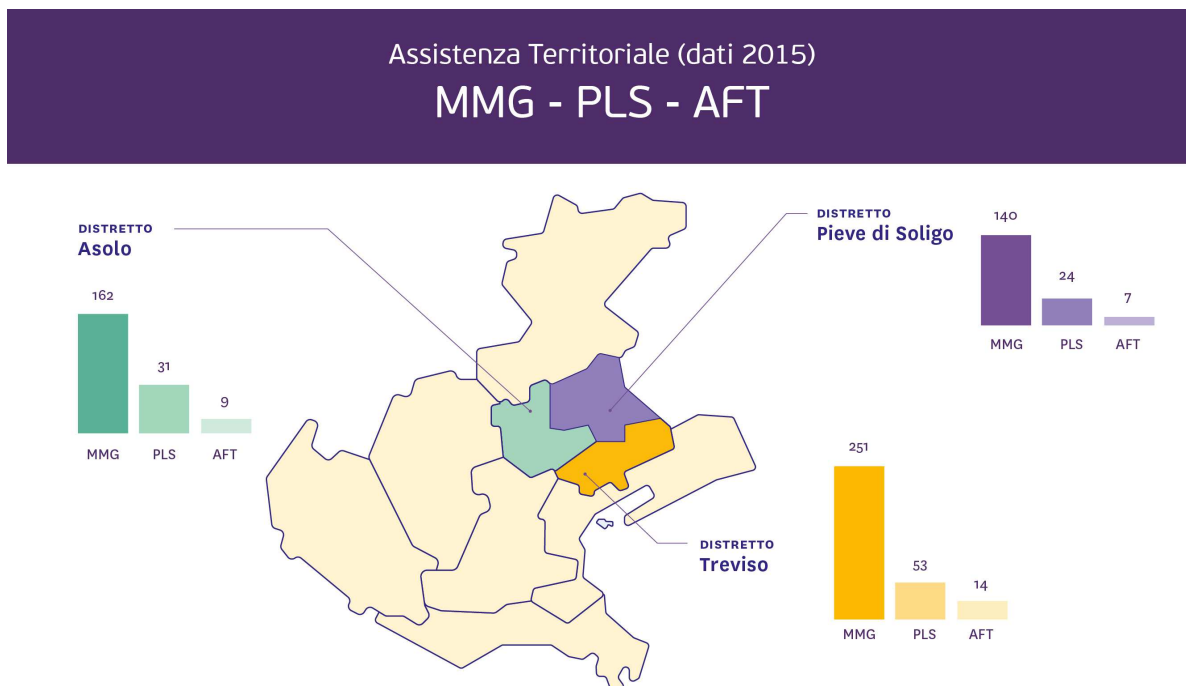 Assistenza Territoriale (dati 2015)
MMG - PLS - AFT
DISTRETTO
Asolo
162
31
9
MMG PLS AFT
DISTRETTO
Pieve di Soligo
140
24
7
MMG PLS AFT
DISTRETTO
Treviso
251
53
14
MMG PLS AFT